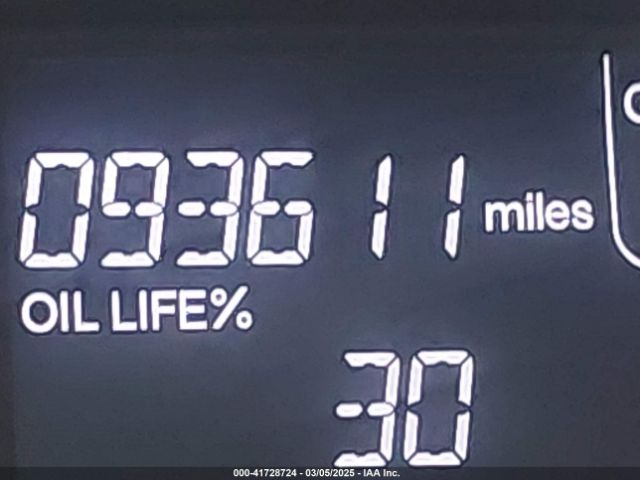 093611 miles
OIL LIFE%
30
000-41728724 - 03/05/2025 - IAA Inc.